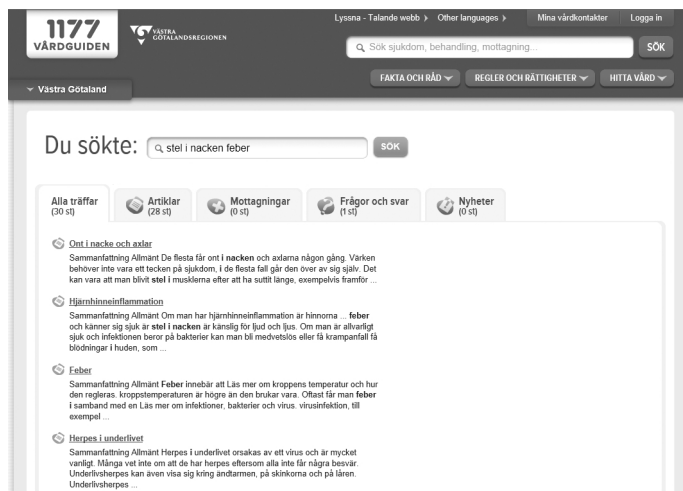 Lyssna - Talande webb Other languages Mina vårdkontakter Logga in
1177
VÅRDGUIDEN
VÄSTRA
GÖTALANDSREGIONEN
Sök sjukdom, behandling, mottagning...
SÖK
FAKTA OCH RÅD REGLER OCH RÄTTIGHETER HITTA VÅRD
Västra Götaland
Du sökte: stel i nacken feber SÖK
Alla träffar
(30 st)
Artiklar
(28 st)
Mottagningar
(0 st)
Frågor och svar
(1 st)
Nyheter
(0 st)
Ont i nacke och axlar
Sammanfattning Allmänt De flesta får ont i nacken och axlarna någon gång. Värken
behöver inte vara ett tecken på sjukdom, i de flesta fall går den över av sig själv. Det
kan vara att man blivit stel i musklerna efter att ha suttit länge, exempelvis framför ...
Hjärnhinneinflammation
Sammanfattning Allmänt Om man har hjärnhinneinflammation är hinnorna ... feber
och känner sig sjuk är stel i nacken är känslig för ljud och ljus. Om man är allvarligt
sjuk och infektionen beror på bakterier kan man bli medvetslös eller få krampanfall få
blödningar i huden, som ...
Feber
Sammanfattning Allmänt Feber innebär att Läs mer om kroppens temperatur och hur
den regleras. kroppstemperaturen är högre än den brukar vara. Oftast får man feber
i samband med en Läs mer om infektioner, bakterier och virus. virusinfektion, till
exempel ...
Herpes i underlivet
Sammanfattning Allmänt Herpes i underlivet orsakas av ett virus och är mycket
vanligt. Många vet inte om att de har herpes eftersom alla inte får några besvär.
Underlivsherpes kan även visa sig kring ändtarmen, på skinkorna och på låren.
Underlivsherpes ...